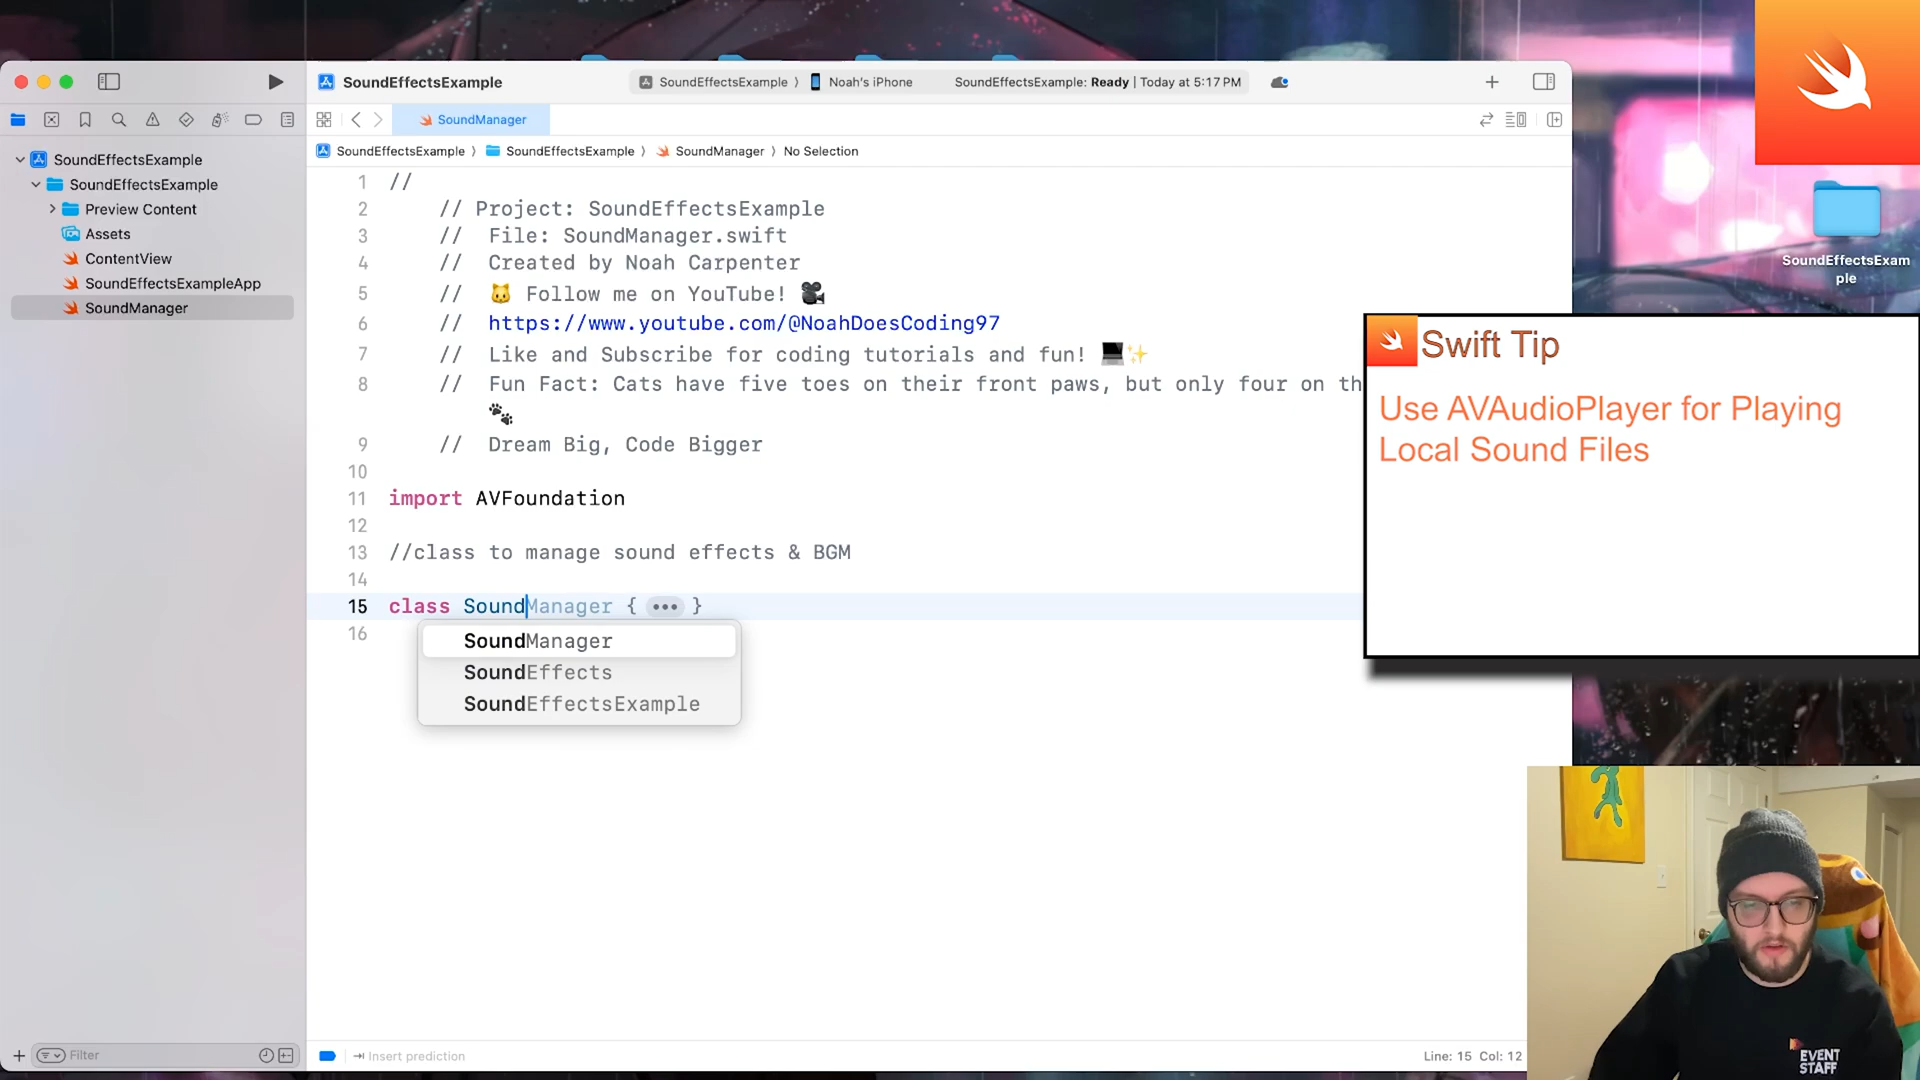 SoundEffectsExample
SoundEffectsExample 〉 Noah's iPhone
SoundEffectsExample: Ready | Today at 5:17 PM
SoundManager
SoundEffectsExample 〉 SoundEffectsExample 〉 SoundManager 〉 No Selection
SoundEffectsExample
SoundEffectsExample
Preview Content
Assets
ContentView
SoundEffectsExampleApp
SoundManager
1 //
2 // Project: SoundEffectsExample
3 // File: SoundManager.swift
4 // Created by Noah Carpenter
5 // 🐱 Follow me on YouTube! 🎥
6 // https://www.youtube.com/@NoahDoesCoding97
7 // Like and Subscribe for coding tutorials and fun! 💻✨
8 // Fun Fact: Cats have five toes on their front paws, but only four on th
🐾
9 // Dream Big, Code Bigger
10
11 import AVFoundation
12
13 //class to manage sound effects & BGM
14
15 class SoundManager { ••• }
16
SoundManager
SoundEffects
SoundEffectsExample
Filter
Insert prediction
Line: 15 Col: 12
SoundEffectsExam
ple
Swift Tip
Use AVAudioPlayer for Playing
Local Sound Files
EVENT
STAFF